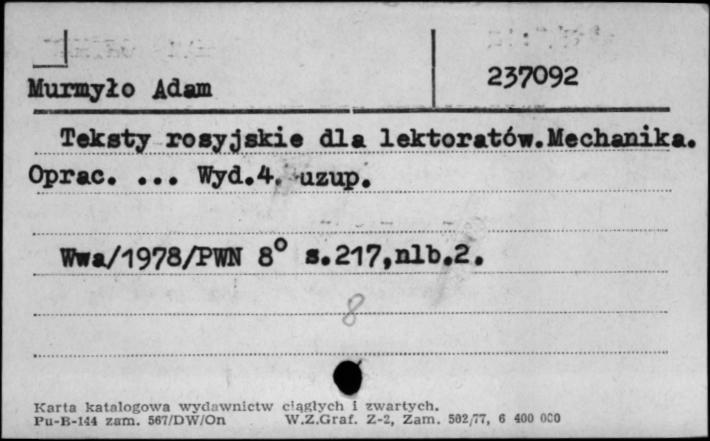 Murmyło Adam 237092
Teksty rosyjskie dla lektoratów.Mechanika.
Oprac. ... Wyd.4. uzup.
Wwa/1978/PWN 8° s.217,nlb.2.
8
Karta katalogowa wydawnictw ciągłych i zwartych.
Pu-B-144 zam. 567/DW/On W.Z.Graf. Z-2, Zam. 502/77, 6 400 000